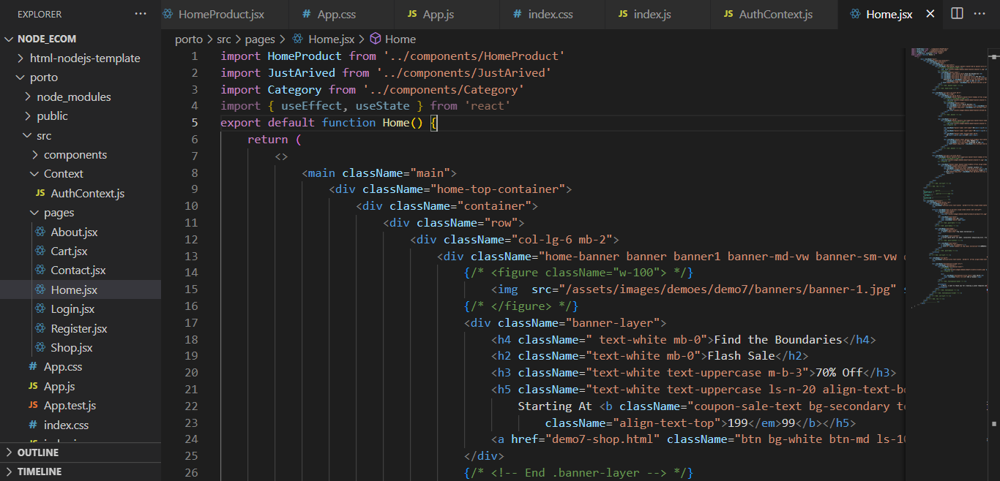 EXPLORER
NODE_ECOM
html-nodejs-template
porto
node_modules
public
src
components
Context
JS AuthContext.js
pages
About.jsx
Cart.jsx
Contact.jsx
Home.jsx
Login.jsx
Register.jsx
Shop.jsx
# App.css
JS App.js
JS App.test.js
# index.css
OUTLINE
TIMELINE
HomeProduct.jsx # App.css JS App.js # index.css JS index.js JS AuthContext.js Home.jsx
porto > src > pages > Home.jsx > Home
1 import HomeProduct from '../components/HomeProduct'
2 import JustArived from '../components/JustArived'
3 import Category from '../components/Category'
4 import { useEffect, useState } from 'react'
5 export default function Home() {
6 return (
7 <>
8 <main className="main">
9 <div className="home-top-container">
10 <div className="container">
11 <div className="row">
12 <div className="col-lg-6 mb-2">
13 <div className="home-banner banner banner1 banner-md-vw banner-sm-vw
14 {/* <figure className="w-100"> */}
15 <img src="/assets/images/demoes/demo7/banners/banner-1.jpg"
16 {/* </figure> */}
17 <div className="banner-layer">
18 <h4 className=" text-white mb-0">Find the Boundaries</h4>
19 <h2 className="text-white mb-0">Flash Sale</h2>
20 <h3 className="text-white text-uppercase m-b-3">70% Off</h3>
21 <h5 className="text-white text-uppercase ls-n-20 align-text-bo
22 Starting At <b className="coupon-sale-text bg-secondary
23 className="align-text-top">199</em>99</b></h5>
24 <a href="demo7-shop.html" className="btn bg-white btn-md ls-10
25 </div>
26 {/* <!-- End .banner-layer --> */}